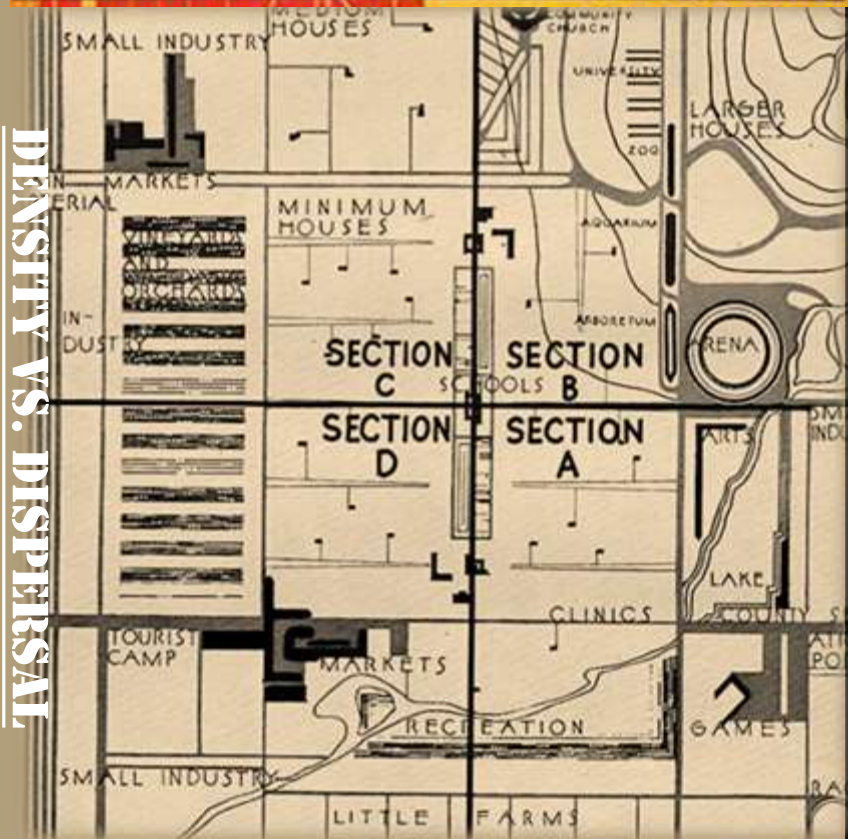 DENSITY VS. DISPERSAL
MEDIUM
HOUSES
COMMUNITY
CHURCH
SMALL INDUSTRY
UNIVERSITY
LARGER
HOUSES
ZOO
MARKETS
MINIMUM
HOUSES
AQUARIUM
VINEYARDS
AND
ORCHARDS
IN-
DUSTRY
ARBORETUM
ARENA
SECTION
C
SECTION
B
SCHOOLS
SECTION
D
SECTION
A
ARTS
LAKE
CLINICS
COUNTY
TOURIST
CAMP
MARKETS
RECREATION
GAMES
SMALL INDUSTRY
LITTLE FARMS